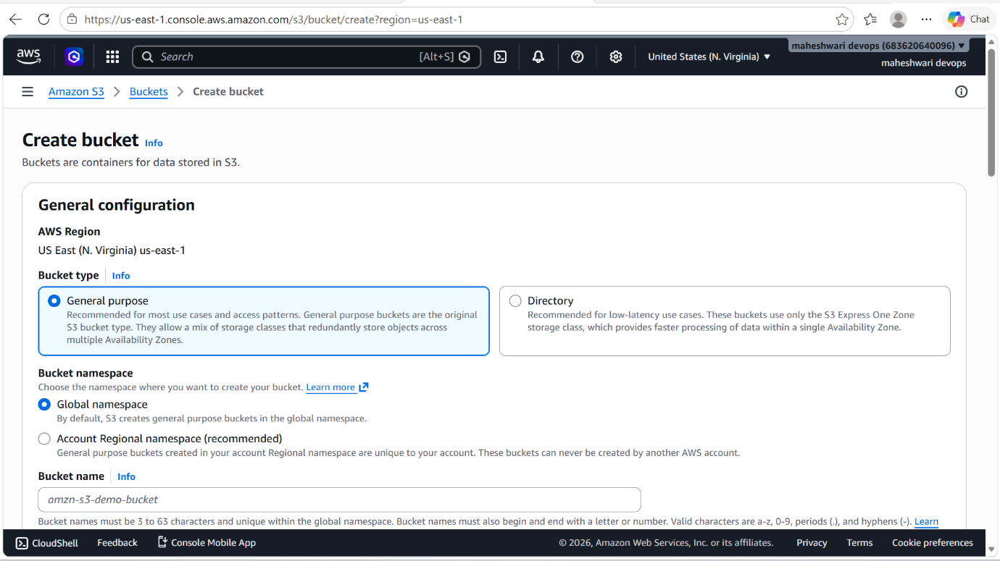 https://us-east-1.console.aws.amazon.com/s3/bucket/create?region=us-east-1
Chat
aws
Search [Alt+S]
United States (N. Virginia)
maheshwari devops (683620640096)
maheshwari devops
Amazon S3 > Buckets > Create bucket
Create bucket Info
Buckets are containers for data stored in S3.
General configuration
AWS Region
US East (N. Virginia) us-east-1
Bucket type Info
General purpose
Recommended for most use cases and access patterns. General purpose buckets are the original
S3 bucket type. They allow a mix of storage classes that redundantly store objects across
multiple Availability Zones.
Directory
Recommended for low-latency use cases. These buckets use only the S3 Express One Zone
storage class, which provides faster processing of data within a single Availability Zone.
Bucket namespace
Choose the namespace where you want to create your bucket. Learn more
Global namespace
By default, S3 creates general purpose buckets in the global namespace.
Account Regional namespace (recommended)
General purpose buckets created in your account Regional namespace are unique to your account. These buckets can never be created by another AWS account.
Bucket name Info
amzn-s3-demo-bucket
Bucket names must be 3 to 63 characters and unique within the global namespace. Bucket names must also begin and end with a letter or number. Valid characters are a-z, 0-9, periods (.), and hyphens (-). Learn
CloudShell Feedback Console Mobile App © 2026, Amazon Web Services, Inc. or its affiliates. Privacy Terms Cookie preferences